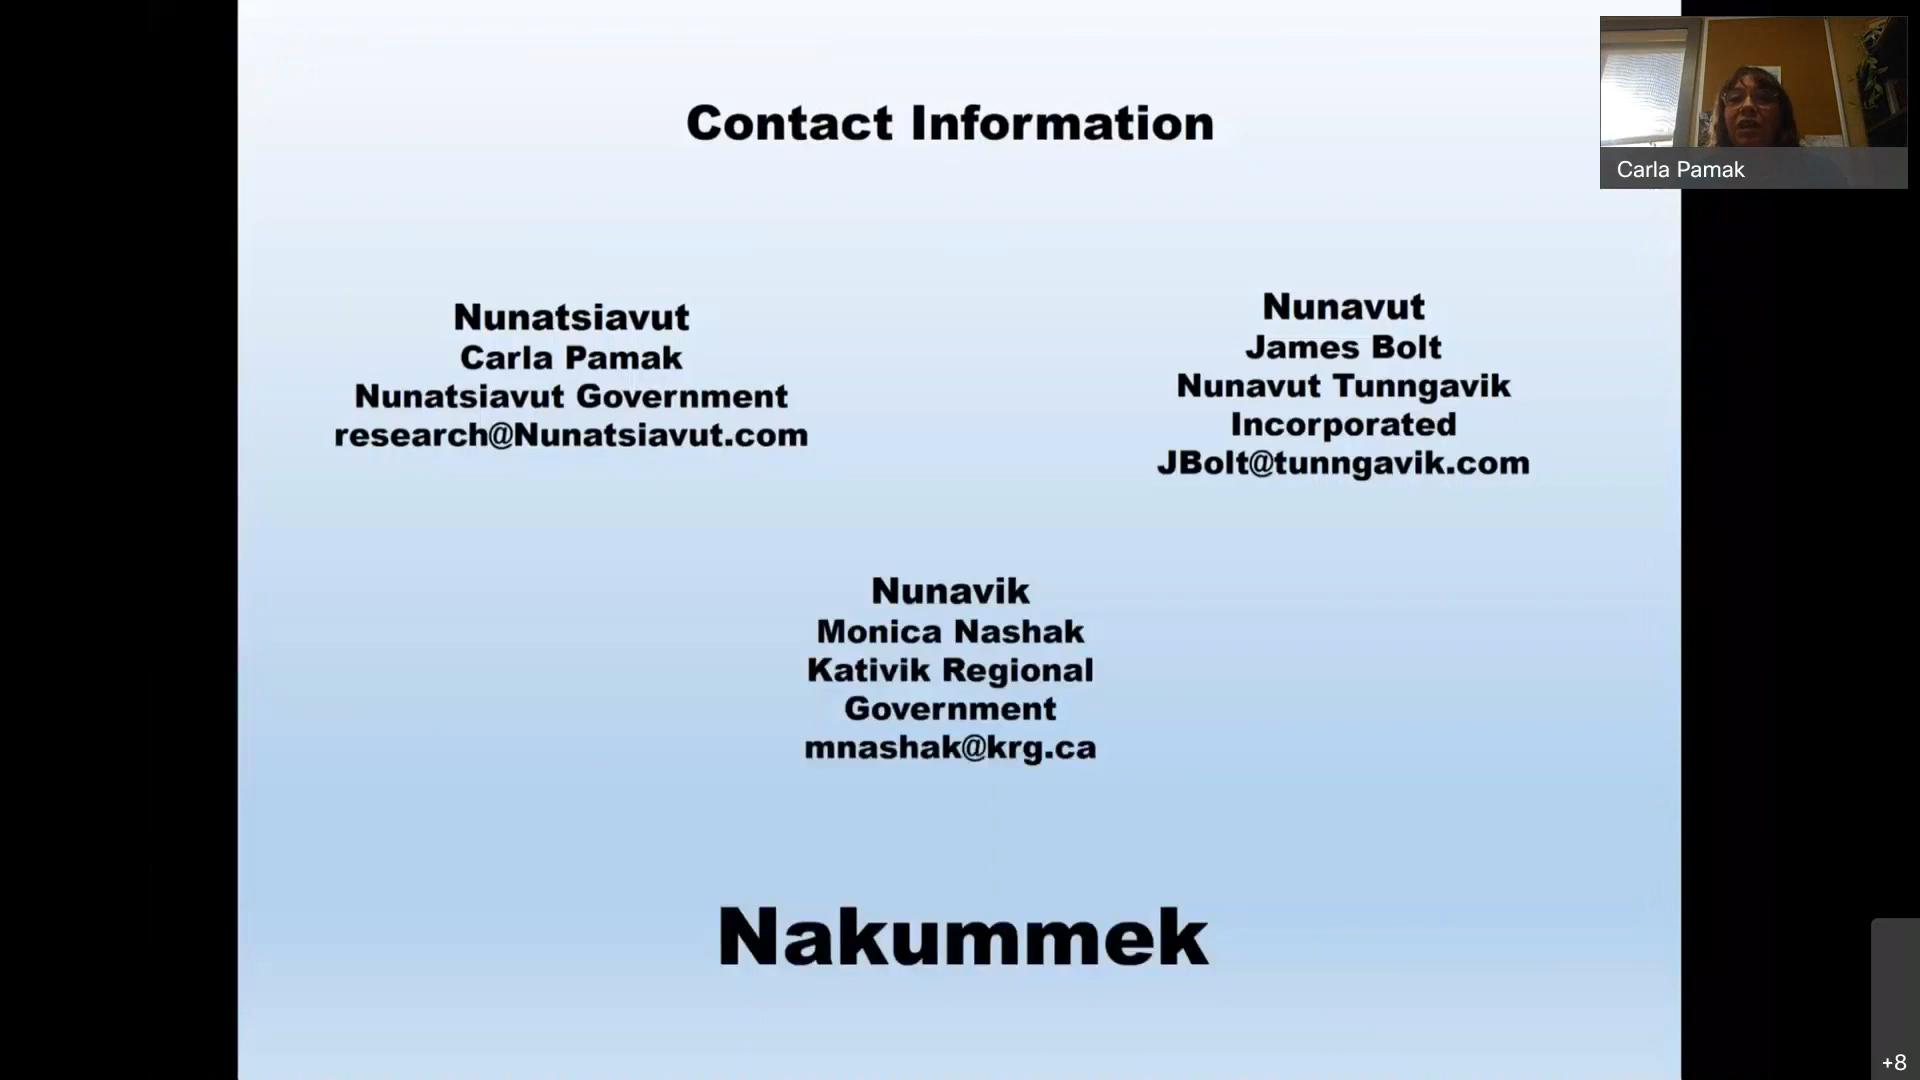 Contact Information
Carla Pamak
Nunatsiavut
Carla Pamak
Nunatsiavut Government
research@Nunatsiavut.com
Nunavut
James Bolt
Nunavut Tunngavik
Incorporated
JBolt@tunngavik.com
Nunavik
Monica Nashak
Kativik Regional
Government
mnashak@krg.ca
Nakummek
+8